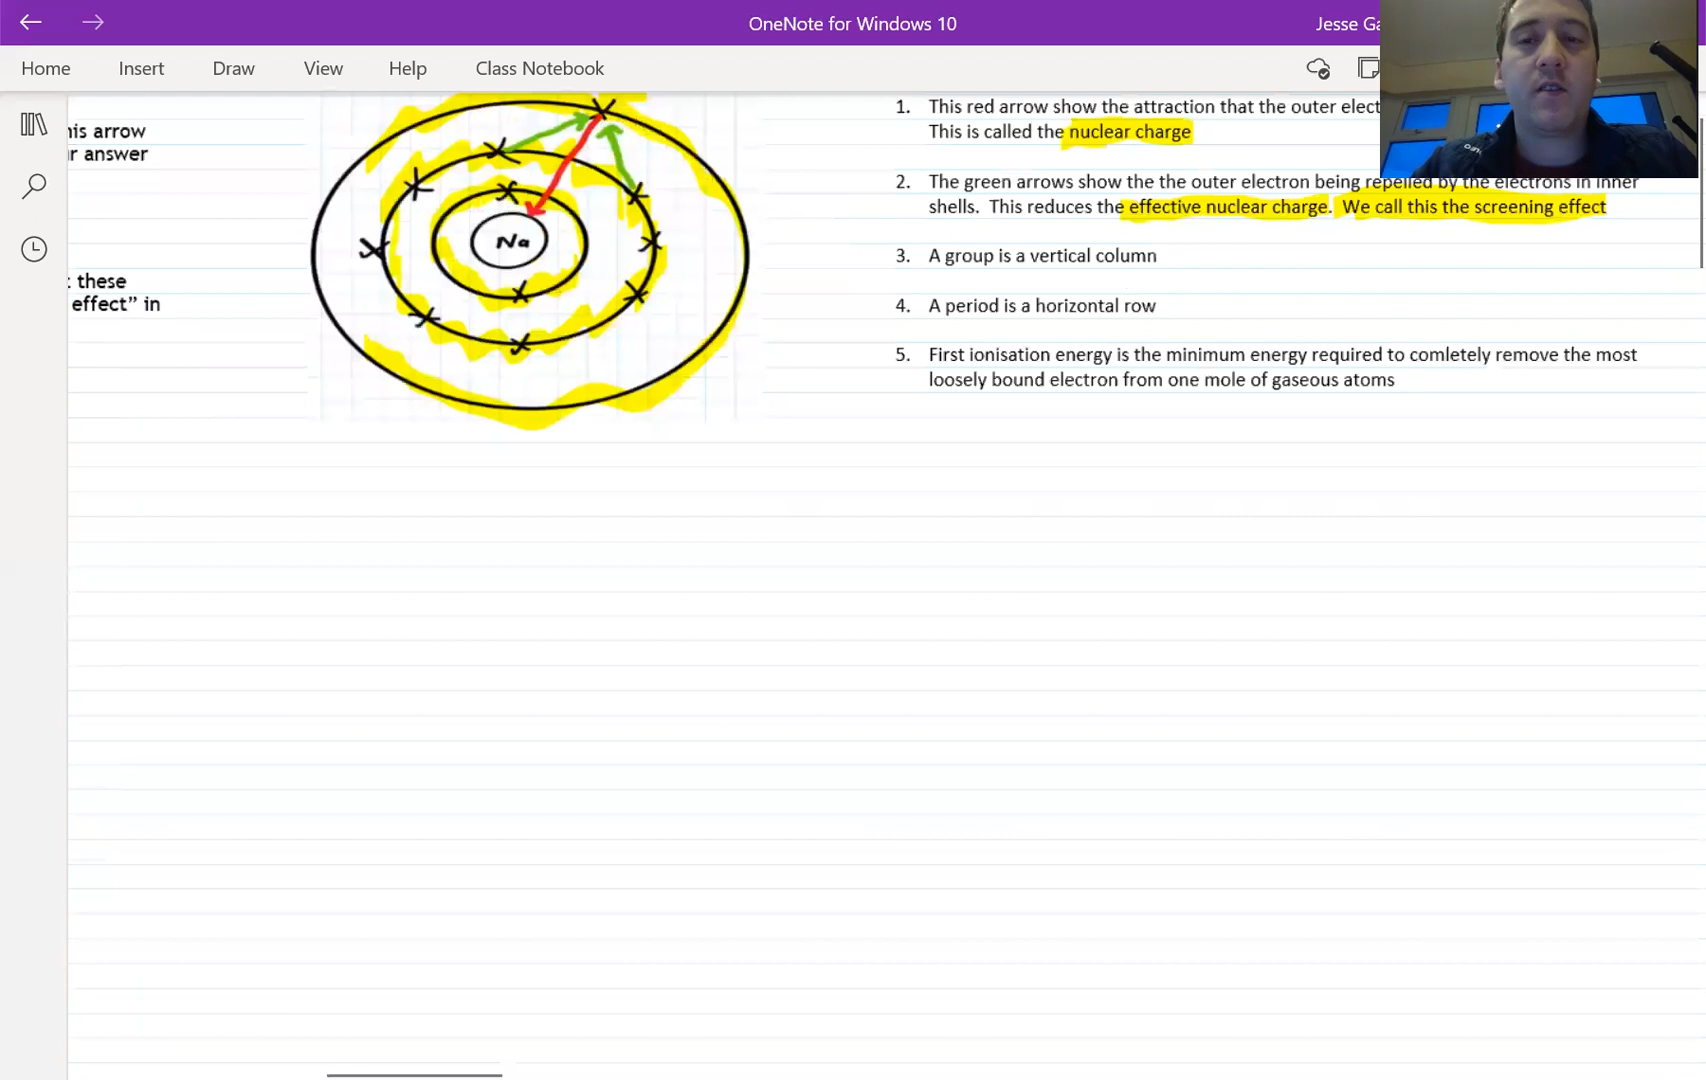 OneNote for Windows 10
Jesse Ga
Home Insert Draw View Help Class Notebook
his arrow
r answer
: these
effect” in
Na
1. This red arrow show the attraction that the outer elect
This is called the nuclear charge
2. The green arrows show the the outer electron being repelled by the electrons in inner
shells. This reduces the effective nuclear charge. We call this the screening effect
3. A group is a vertical column
4. A period is a horizontal row
5. First ionisation energy is the minimum energy required to comletely remove the most
loosely bound electron from one mole of gaseous atoms